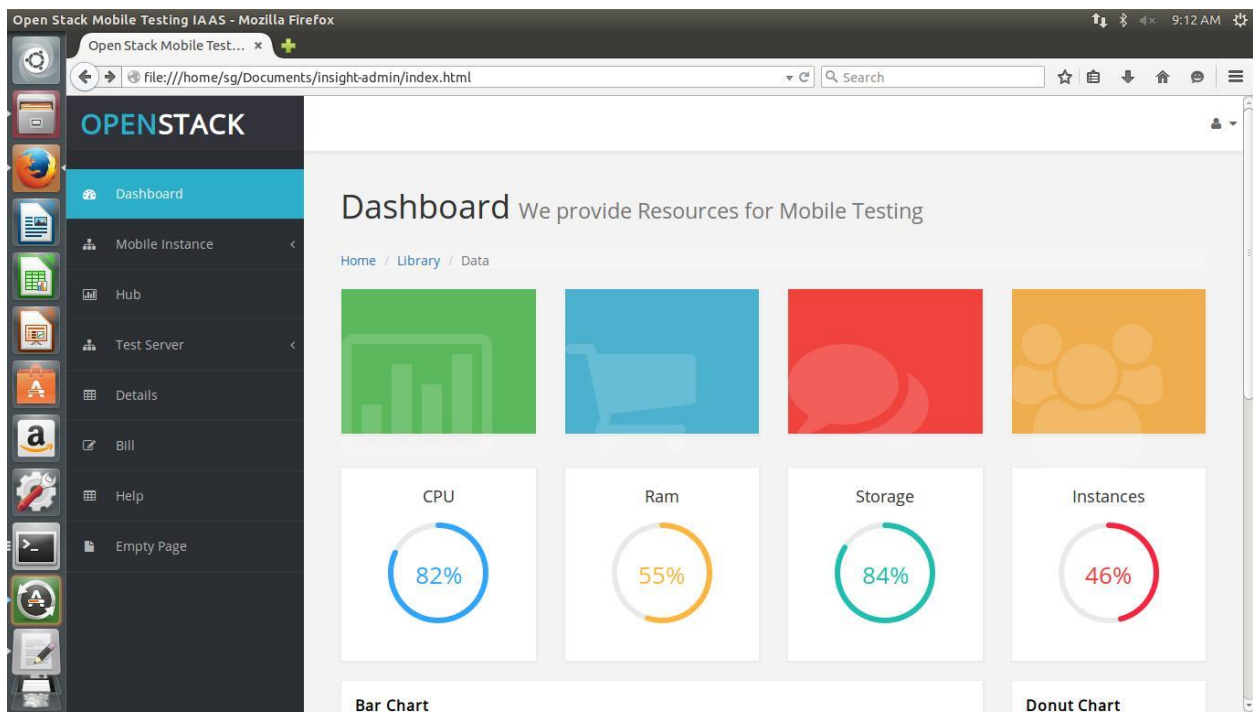 Open Stack Mobile Testing IAAS - Mozilla Firefox
9:12 AM
Open Stack Mobile Test...
file:///home/sg/Documents/insight-admin/index.html
Search
OPENSTACK
Dashboard
Mobile Instance
Hub
Test Server
Details
Bill
Help
Empty Page
Dashboard We provide Resources for Mobile Testing
Home / Library / Data
CPU
Ram
Storage
Instances
82%
55%
84%
46%
Bar Chart
Donut Chart